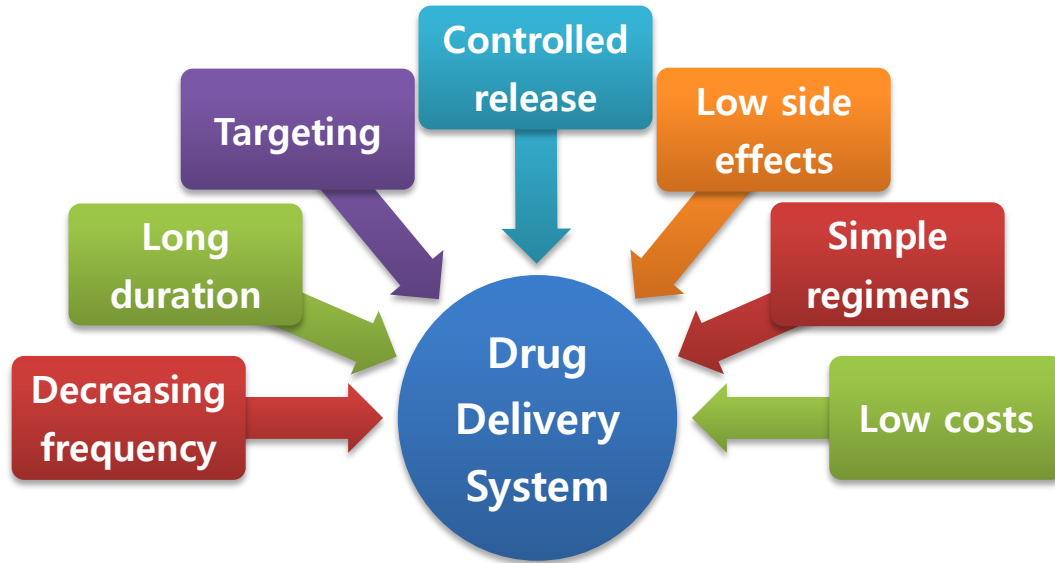 Controlled
release
Targeting
Low side
effects
Long
duration
Simple
regimens
Decreasing
frequency
Drug
Delivery
System
Low costs